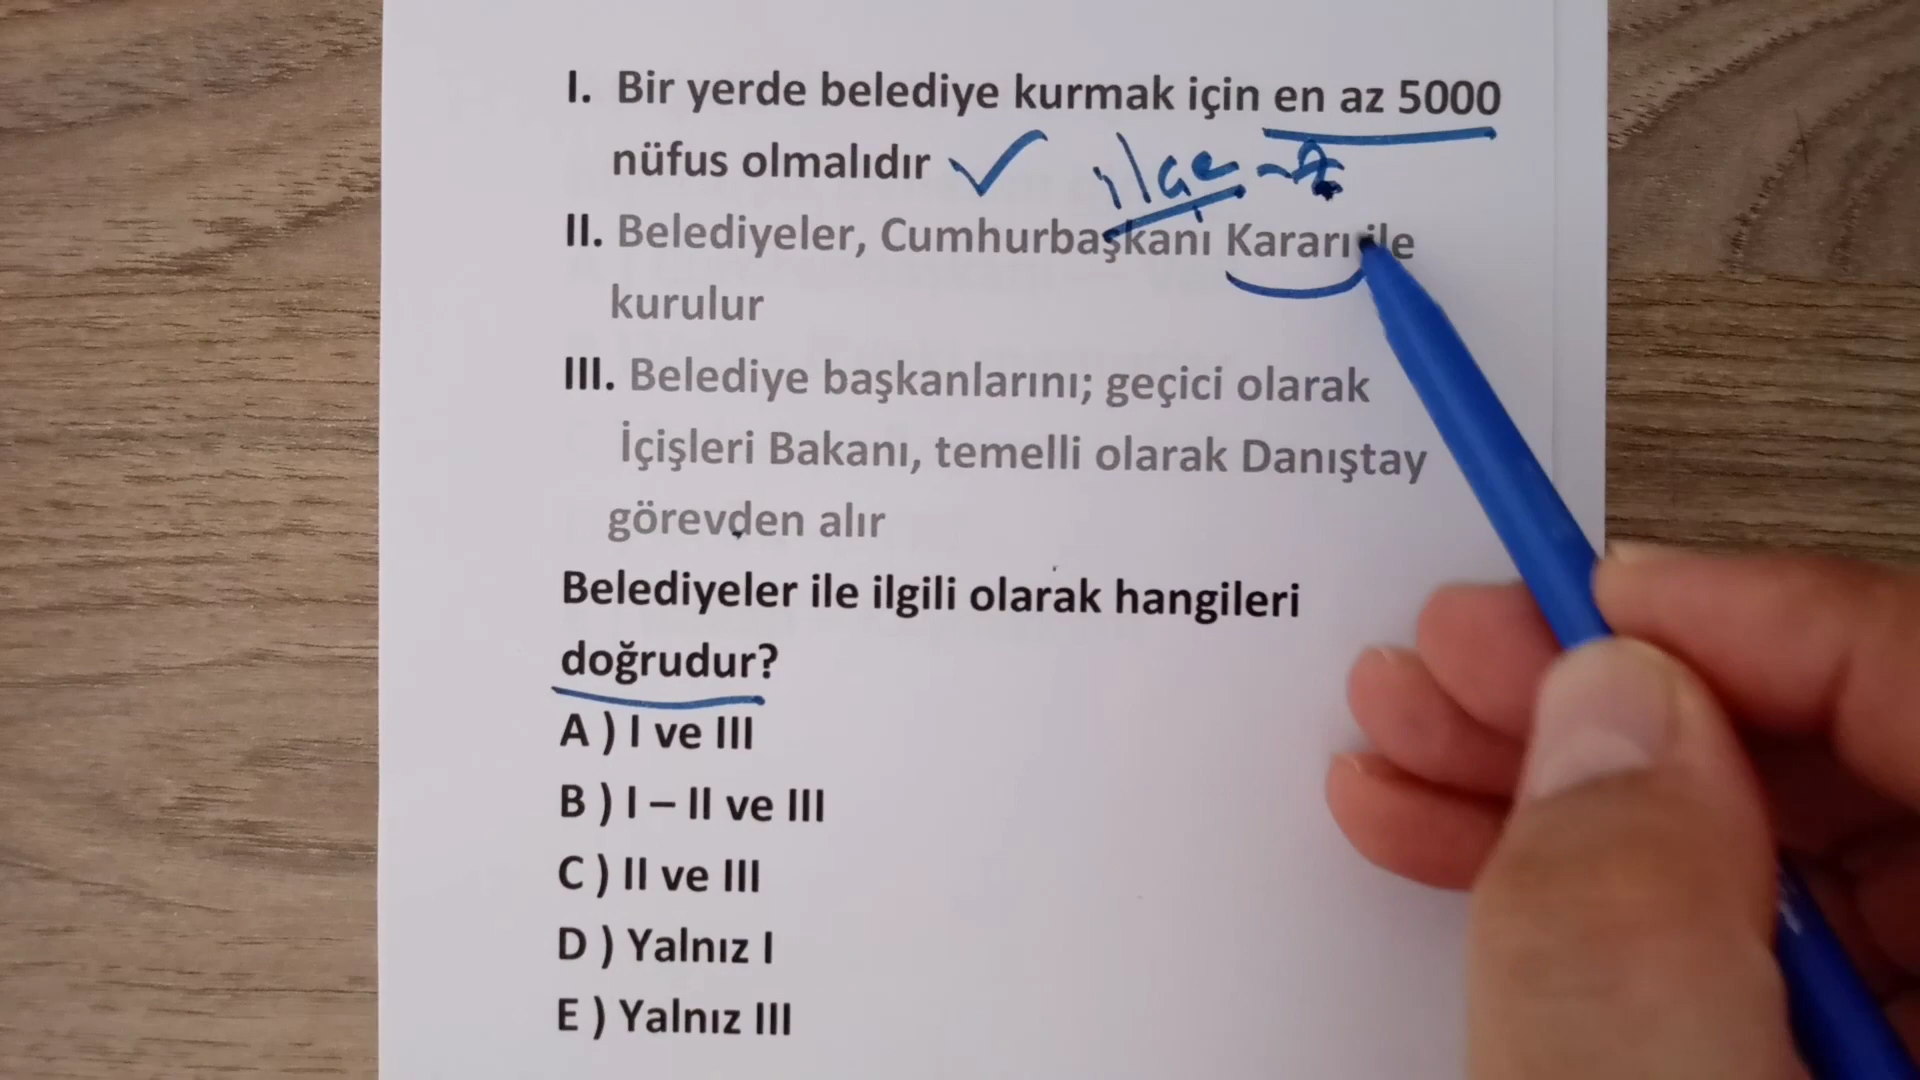 I. Bir yerde belediye kurmak için en az 5000
nüfus olmalıdır
ilçe
II. Belediyeler, Cumhurbaşkanı Kararı ile
kurulur
III. Belediye başkanlarını; geçici olarak
İçişleri Bakanı, temelli olarak Danıştay
görevden alır
Belediyeler ile ilgili olarak hangileri
doğrudur?
A ) I ve III
B ) I – II ve III
C ) II ve III
D ) Yalnız I
E ) Yalnız III